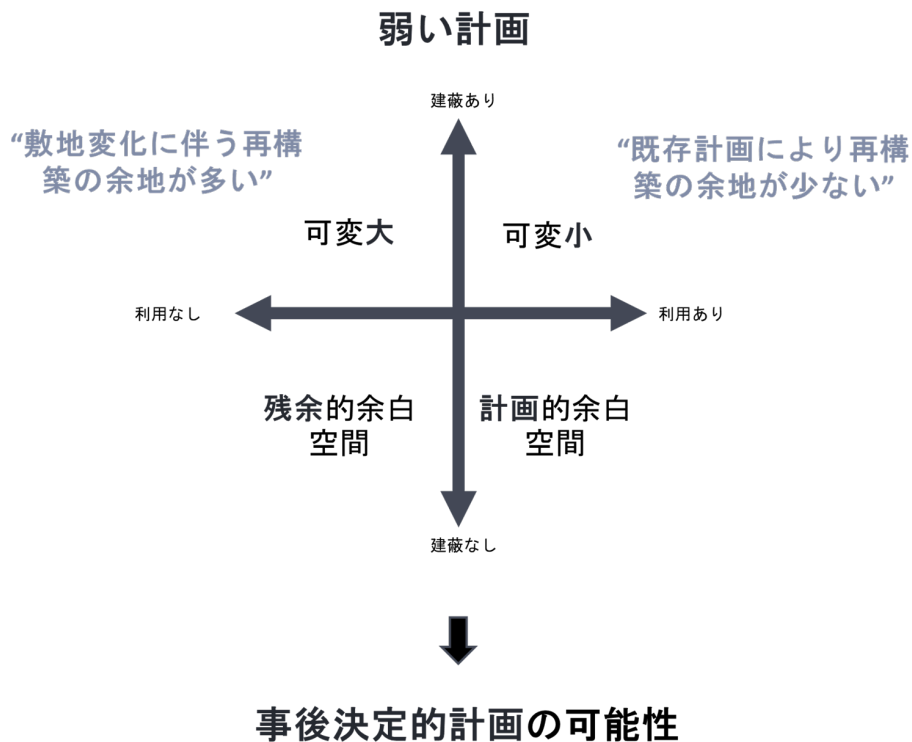 弱い計画
建蔽あり
“敷地変化に伴う再構
築の余地が多い”
“既存計画により再構
築の余地が少ない”
可変大
可変小
利用なし
利用あり
残余的余白
空間
計画的余白
空間
建蔽なし
事後決定的計画の可能性